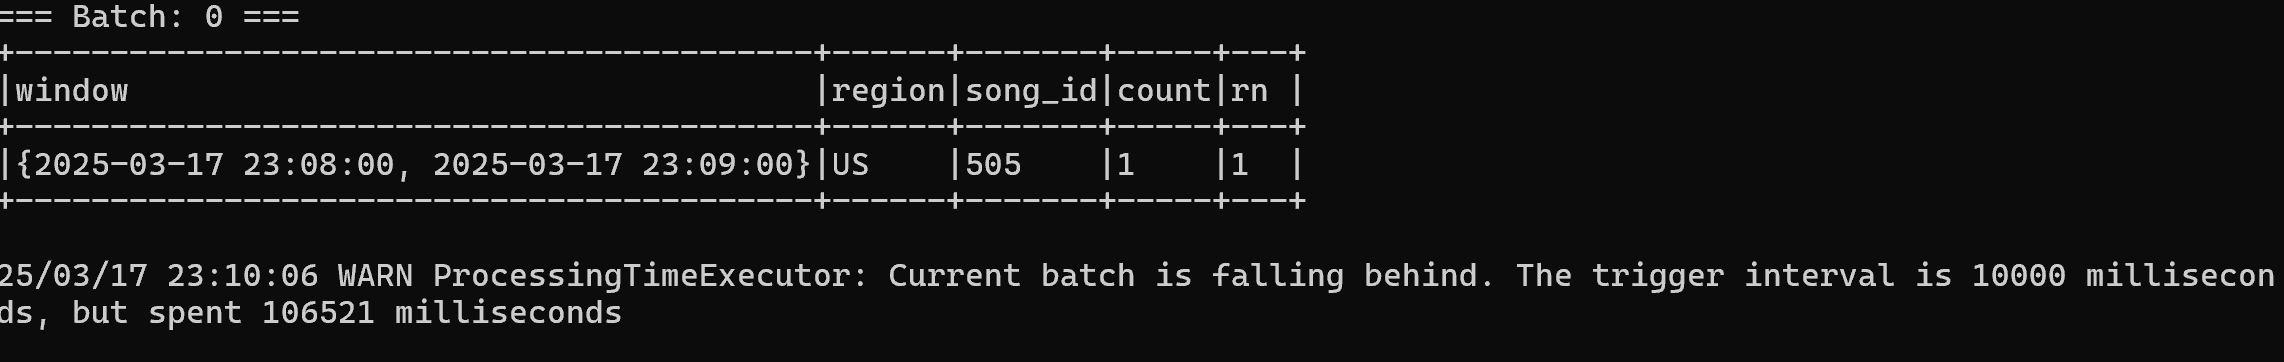 === Batch: 0 ===
+------------------------------------------+------+-------+-----+---+
|window                                    |region|song_id|count|rn |
+------------------------------------------+------+-------+-----+---+
|{2025-03-17 23:08:00, 2025-03-17 23:09:00}|US    |505    |1    |1  |
+------------------------------------------+------+-------+-----+---+
25/03/17 23:10:06 WARN ProcessingTimeExecutor: Current batch is falling behind. The trigger interval is 10000 millisecon
ds, but spent 106521 milliseconds